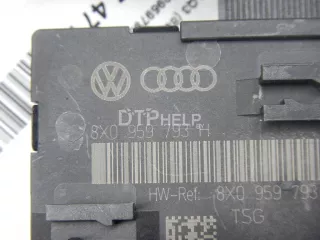 DTPHELP
8X0 959 793 H
HW-Ref: 8X0 959 793
TSG